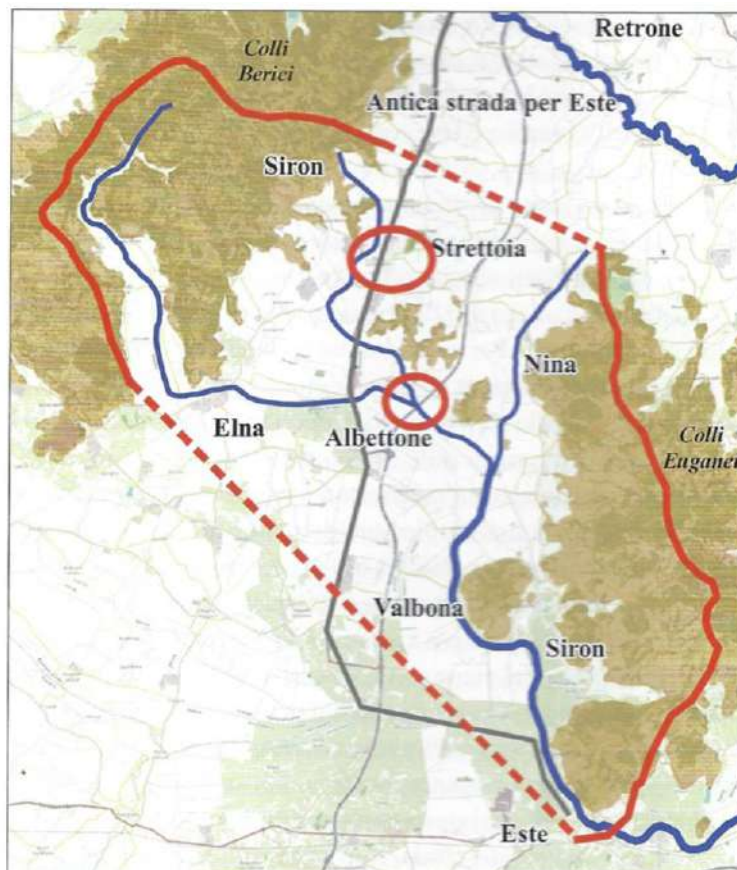 Retrone
Colli
Berici
Antica strada per Este
Siron
Strettoia
Nina
Elna
Albettone
Colli
Euganei
Valbona
Siron
Este